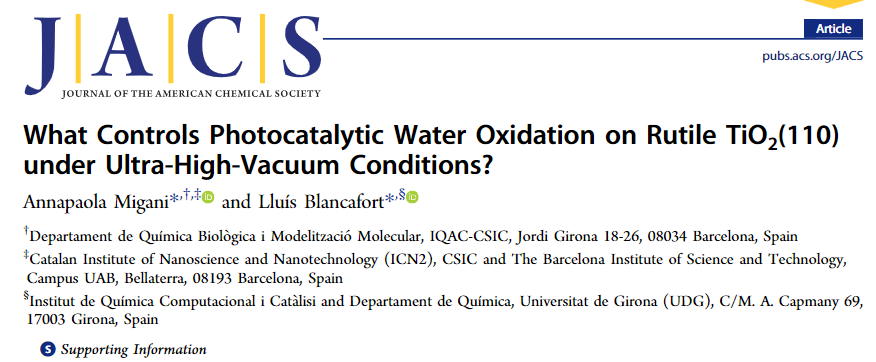 J|A|C|S
JOURNAL OF THE AMERICAN CHEMICAL SOCIETY
Article
pubs.acs.org/JACS
What Controls Photocatalytic Water Oxidation on Rutile TiO₂(110)
under Ultra-High-Vacuum Conditions?
Annapaola Migani*,†,‡ iD and Lluís Blancafort*,§ iD
†Departament de Química Biològica i Modelització Molecular, IQAC-CSIC, Jordi Girona 18-26, 08034 Barcelona, Spain
‡Catalan Institute of Nanoscience and Nanotechnology (ICN2), CSIC and The Barcelona Institute of Science and Technology,
Campus UAB, Bellaterra, 08193 Barcelona, Spain
§Institut de Química Computacional i Catàlisi and Departament de Química, Universitat de Girona (UDG), C/M. A. Capmany 69,
17003 Girona, Spain
S Supporting Information